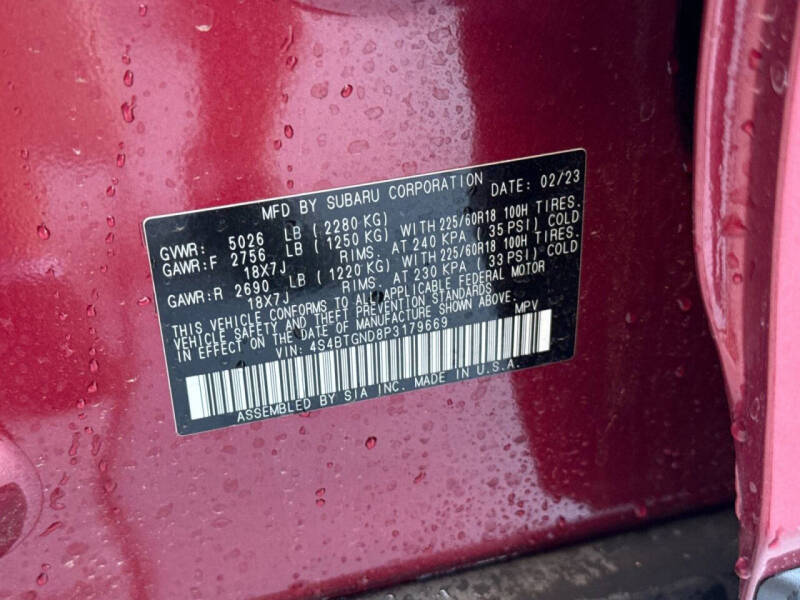 MFD BY SUBARU CORPORATION DATE: 02/23
GVWR: 5026 LB (2280 KG)
GAWR:F 2756 LB (1250 KG) WITH 225/60R18 100H TIRES.
18X7J RIMS. AT 240 KPA (35 PSI) COLD
GAWR:R 2690 LB (1220 KG) WITH 225/60R18 100H TIRES.
18X7J RIMS. AT 230 KPA (33 PSI) COLD
THIS VEHICLE CONFORMS TO ALL APPLICABLE FEDERAL MOTOR
VEHICLE SAFETY AND THEFT PREVENTION STANDARDS
IN EFFECT ON THE DATE OF MANUFACTURE SHOWN ABOVE.
VIN: 4S4BTGND8P3179669 MPV
ASSEMBLED BY SIA INC. MADE IN U.S.A.